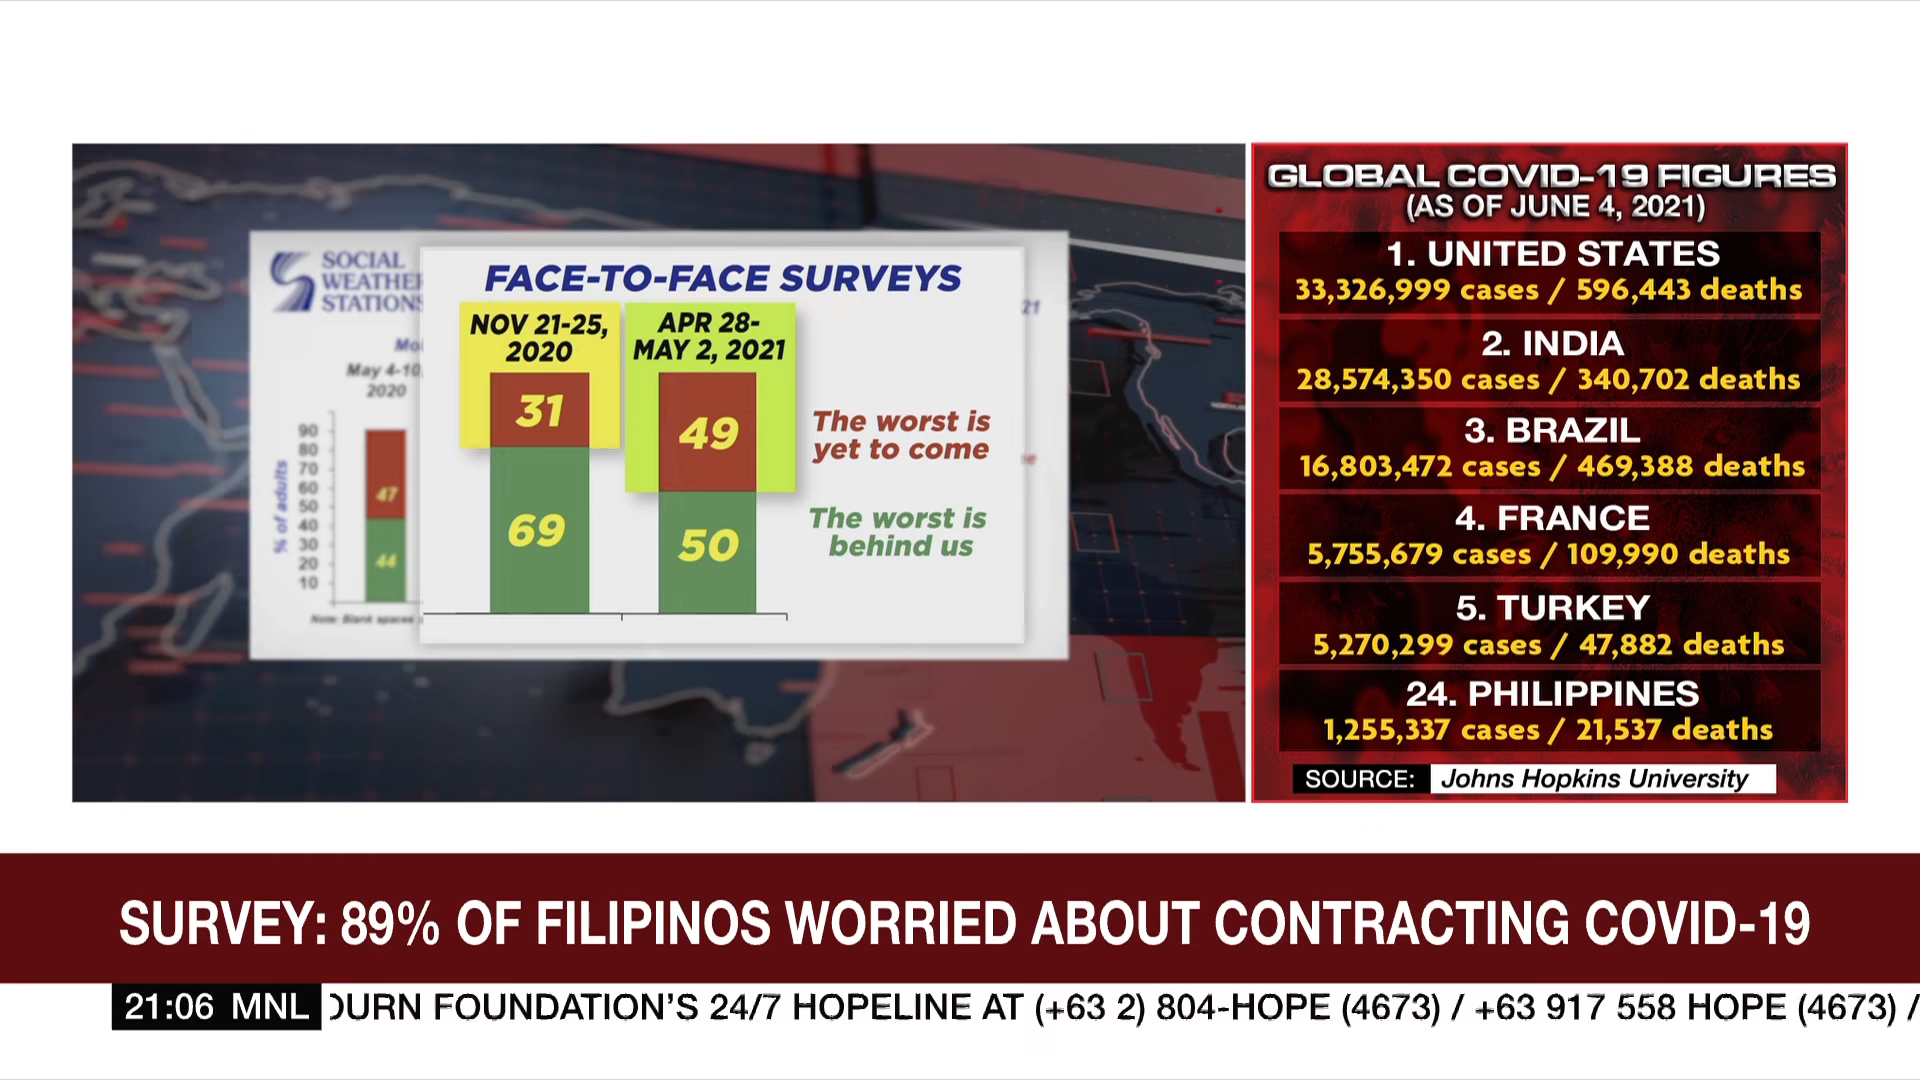 SOCIAL
WEATHER
STATIONS
May 4-10
2020
% of adults
90
80
70
60
50
40
30
20
10
47
44
Note: Blank spaces
21
FACE-TO-FACE SURVEYS
NOV 21-25,
2020
APR 28-
MAY 2, 2021
31
49
69
50
The worst is
yet to come
The worst is
behind us
GLOBAL COVID-19 FIGURES
(AS OF JUNE 4, 2021)
1. UNITED STATES
33,326,999 cases / 596,443 deaths
2. INDIA
28,574,350 cases / 340,702 deaths
3. BRAZIL
16,803,472 cases / 469,388 deaths
4. FRANCE
5,755,679 cases / 109,990 deaths
5. TURKEY
5,270,299 cases / 47,882 deaths
24. PHILIPPINES
1,255,337 cases / 21,537 deaths
SOURCE: Johns Hopkins University
SURVEY: 89% OF FILIPINOS WORRIED ABOUT CONTRACTING COVID-19
21:06 MNL OURN FOUNDATION'S 24/7 HOPELINE AT (+63 2) 804-HOPE (4673) / +63 917 558 HOPE (4673) /